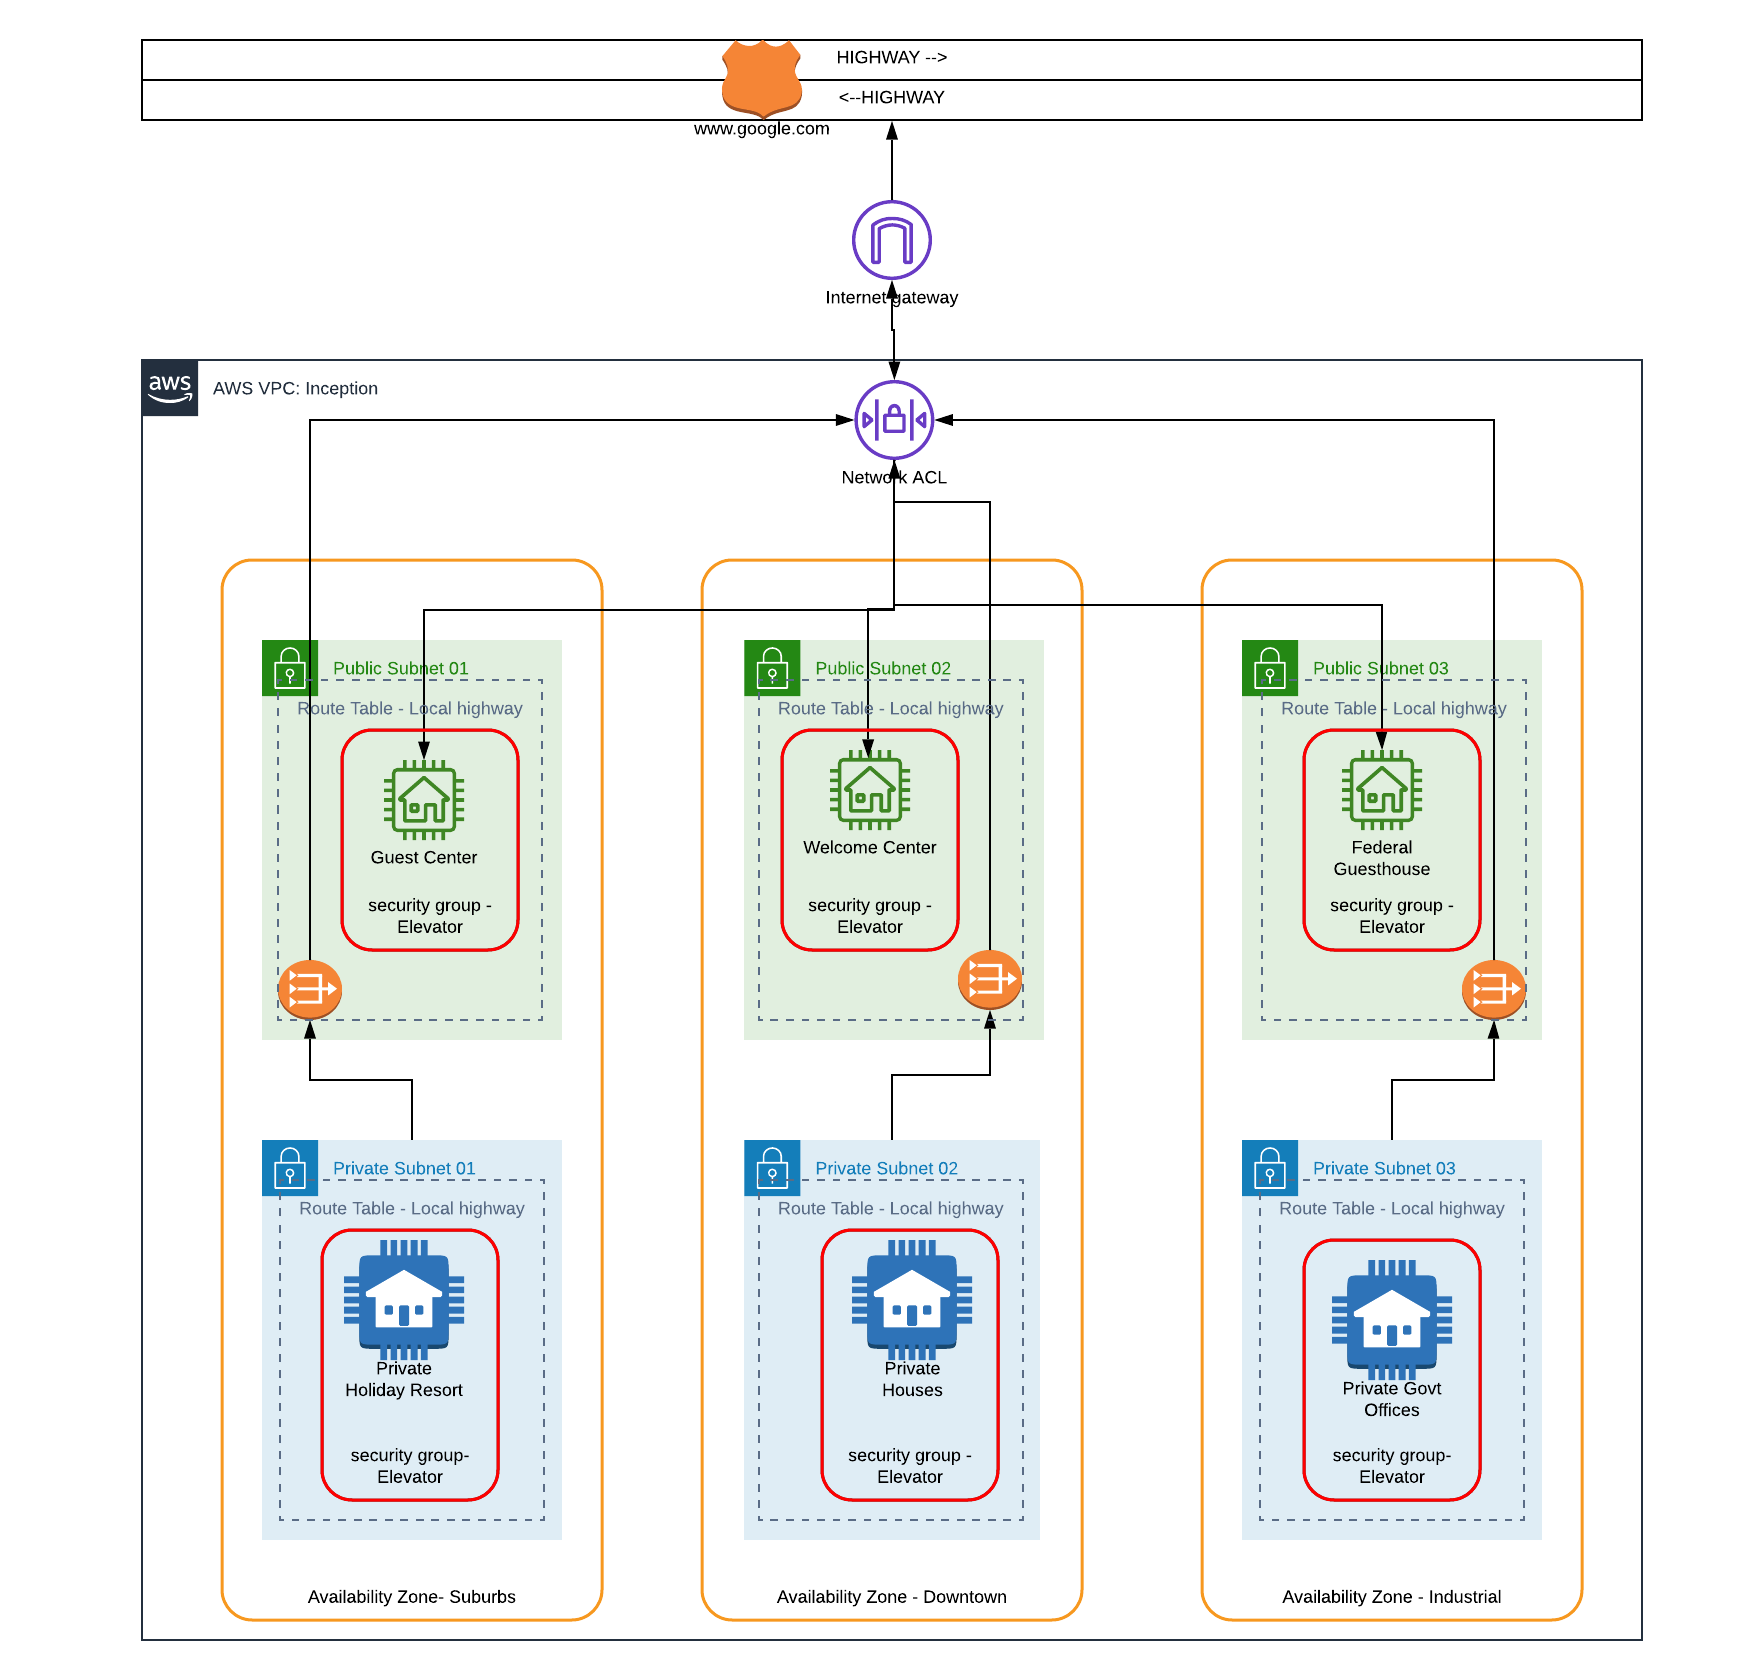 HIGHWAY -->
<--HIGHWAY
www.google.com
Internet gateway
aws
AWS VPC: Inception
Network ACL
Public Subnet 01
Route Table - Local highway
Guest Center
security group -
Elevator
Public Subnet 02
Route Table - Local highway
Welcome Center
security group -
Elevator
Public Subnet 03
Route Table - Local highway
Federal
Guesthouse
security group -
Elevator
Private Subnet 01
Route Table - Local highway
Private
Holiday Resort
security group-
Elevator
Private Subnet 02
Route Table - Local highway
Private
Houses
security group -
Elevator
Private Subnet 03
Route Table - Local highway
Private Govt
Offices
security group-
Elevator
Availability Zone- Suburbs
Availability Zone - Downtown
Availability Zone - Industrial